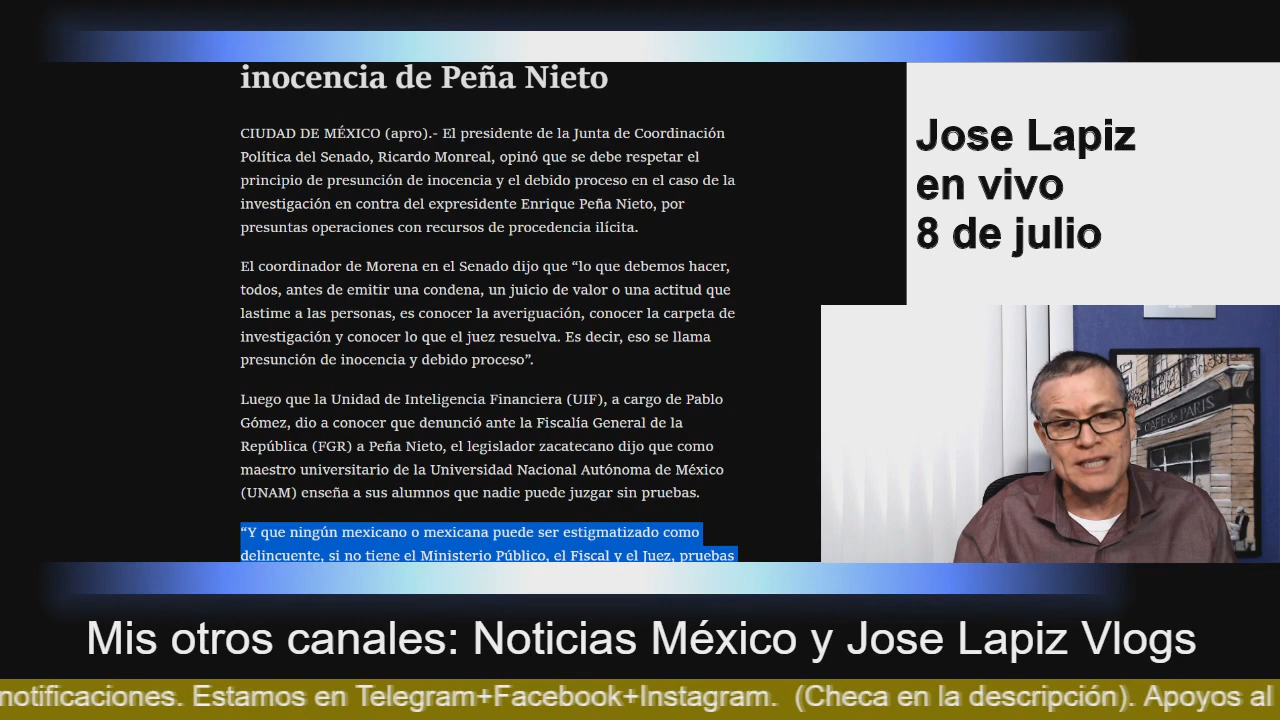 inocencia de Peña Nieto
CIUDAD DE MÉXICO (apro).- El presidente de la Junta de Coordinación
Política del Senado, Ricardo Monreal, opinó que se debe respetar el
principio de presunción de inocencia y el debido proceso en el caso de la
investigación en contra del expresidente Enrique Peña Nieto, por
presuntas operaciones con recursos de procedencia ilícita.
El coordinador de Morena en el Senado dijo que “lo que debemos hacer,
todos, antes de emitir una condena, un juicio de valor o una actitud que
lastime a las personas, es conocer la averiguación, conocer la carpeta de
investigación y conocer lo que el juez resuelva. Es decir, eso se llama
presunción de inocencia y debido proceso”.
Luego que la Unidad de Inteligencia Financiera (UIF), a cargo de Pablo
Gómez, dio a conocer que denunció ante la Fiscalía General de la
República (FGR) a Peña Nieto, el legislador zacatecano dijo que como
maestro universitario de la Universidad Nacional Autónoma de México
(UNAM) enseña a sus alumnos que nadie puede juzgar sin pruebas.
“Y que ningún mexicano o mexicana puede ser estigmatizado como
delincuente, si no tiene el Ministerio Público, el Fiscal y el Juez, pruebas
Jose Lapiz
en vivo
8 de julio
CAFE de PARIS
Mis otros canales: Noticias México y Jose Lapiz Vlogs
notificaciones. Estamos en Telegram+Facebook+Instagram. (Checa en la descripción). Apoyos al